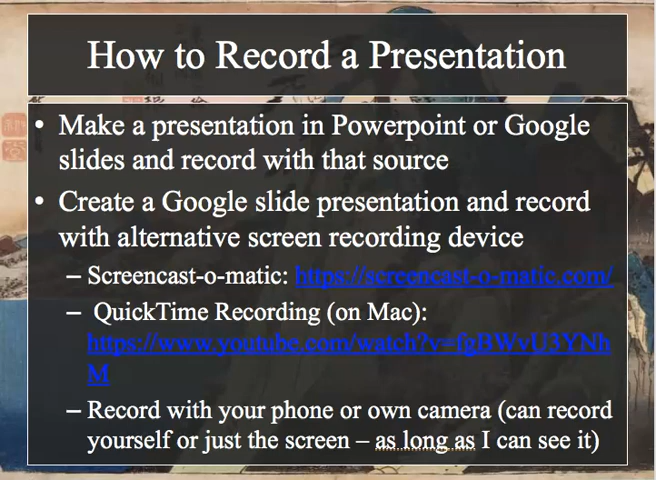 How to Record a Presentation
• Make a presentation in Powerpoint or Google
slides and record with that source
• Create a Google slide presentation and record
with alternative screen recording device
– Screencast-o-matic: https://screencast-o-matic.com/
– QuickTime Recording (on Mac):
https://www.youtube.com/watch?v=fgBWvU3YNh
M
– Record with your phone or own camera (can record
yourself or just the screen – as long as I can see it)